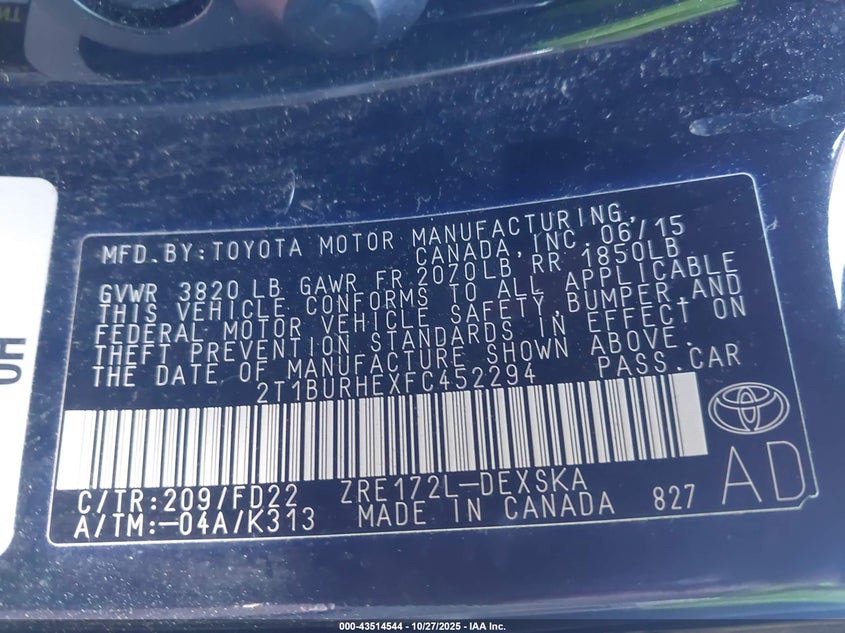 MFD.BY:TOYOTA MOTOR MANUFACTURING,
CANADA,INC. 06/15
GVWR 3820 LB GAWR FR 2070LB RR 1850LB
THIS VEHICLE CONFORMS TO ALL APPLICABLE
FEDERAL MOTOR VEHICLE SAFETY,BUMPER AND
THEFT PREVENTION STANDARDS IN EFFECT ON
THE DATE OF MANUFACTURE SHOWN ABOVE.
2T1BURHEXFC452294 PASS.CAR
C/TR:209/FD22 ZRE172L-DEXSKA
A/TM:-04A/K313 MADE IN CANADA 827
AD
000-43514544 - 10/27/2025 - IAA Inc.